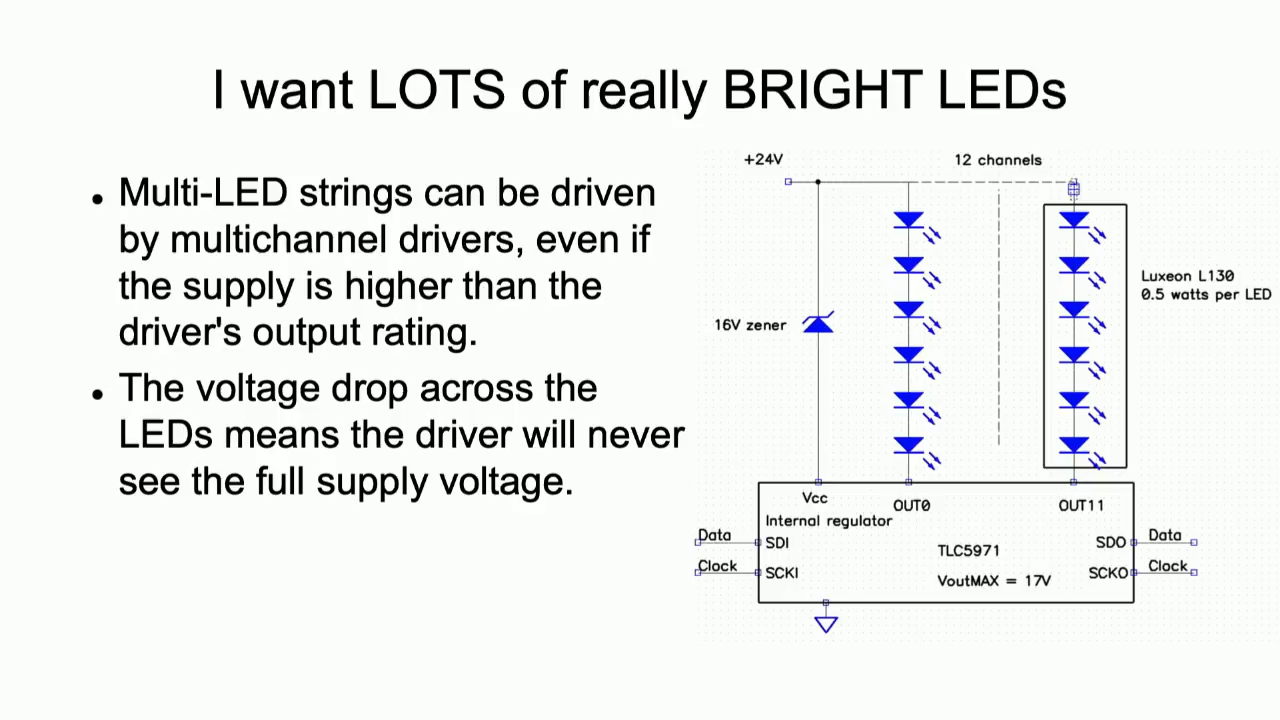 I want LOTS of really BRIGHT LEDs
• Multi-LED strings can be driven
by multichannel drivers, even if
the supply is higher than the
driver's output rating.
• The voltage drop across the
LEDs means the driver will never
see the full supply voltage.
+24V
12 channels
Luxeon L130
0.5 watts per LED
16V zener
Vcc
OUT0
OUT11
Internal regulator
Data
SDI
SDO
Data
TLC5971
Clock
SCKI
SCKO
Clock
VoutMAX = 17V